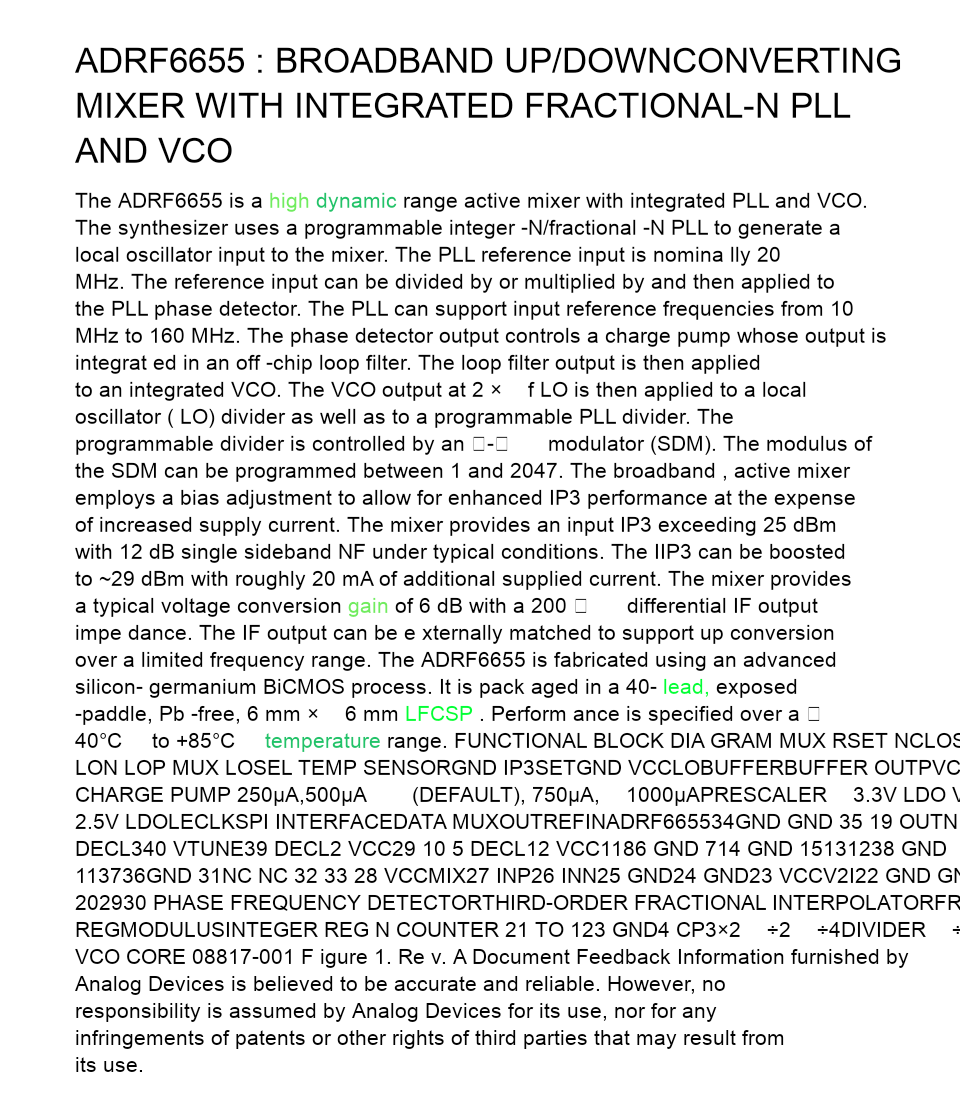 ADRF6655 : BROADBAND UP/DOWNCONVERTING
MIXER WITH INTEGRATED FRACTIONAL-N PLL
AND VCO
The ADRF6655 is a high dynamic range active mixer with integrated PLL and VCO.
The synthesizer uses a programmable integer -N/fractional -N PLL to generate a
local oscillator input to the mixer. The PLL reference input is nomina lly 20
MHz. The reference input can be divided by or multiplied by and then applied to
the PLL phase detector. The PLL can support input reference frequencies from 10
MHz to 160 MHz. The phase detector output controls a charge pump whose output is
integrat ed in an off -chip loop filter. The loop filter output is then applied
to an integrated VCO. The VCO output at 2 × f LO is then applied to a local
oscillator ( LO) divider as well as to a programmable PLL divider. The
programmable divider is controlled by an □-□ modulator (SDM). The modulus of
the SDM can be programmed between 1 and 2047. The broadband , active mixer
employs a bias adjustment to allow for enhanced IP3 performance at the expense
of increased supply current. The mixer provides an input IP3 exceeding 25 dBm
with 12 dB single sideband NF under typical conditions. The IIP3 can be boosted
to ~29 dBm with roughly 20 mA of additional supplied current. The mixer provides
a typical voltage conversion gain of 6 dB with a 200 □ differential IF output
impe dance. The IF output can be e xternally matched to support up conversion
over a limited frequency range. The ADRF6655 is fabricated using an advanced
silicon- germanium BiCMOS process. It is pack aged in a 40- lead, exposed
-paddle, Pb -free, 6 mm × 6 mm LFCSP . Perform ance is specified over a □
40°C to +85°C temperature range. FUNCTIONAL BLOCK DIA GRAM MUX RSET NCLOS
LON LOP MUX LOSEL TEMP SENSORGND IP3SETGND VCCLOBUFFERBUFFER OUTPVC
CHARGE PUMP 250µA,500µA (DEFAULT), 750µA, 1000µAPRESCALER 3.3V LDO V
2.5V LDOLECLKSPI INTERFACEDATA MUXOUTREFINADRF665534GND GND 35 19 OUTN
DECL340 VTUNE39 DECL2 VCC29 10 5 DECL12 VCC1186 GND 714 GND 15131238 GND
113736GND 31NC NC 32 33 28 VCCMIX27 INP26 INN25 GND24 GND23 VCCV2I22 GND GN
202930 PHASE FREQUENCY DETECTORTHIRD-ORDER FRACTIONAL INTERPOLATORFR
REGMODULUSINTEGER REG N COUNTER 21 TO 123 GND4 CP3×2 ÷2 ÷4DIVIDER ÷
VCO CORE 08817-001 F igure 1. Re v. A Document Feedback Information furnished by
Analog Devices is believed to be accurate and reliable. However, no
responsibility is assumed by Analog Devices for its use, nor for any
infringements of patents or other rights of third parties that may result from
its use.